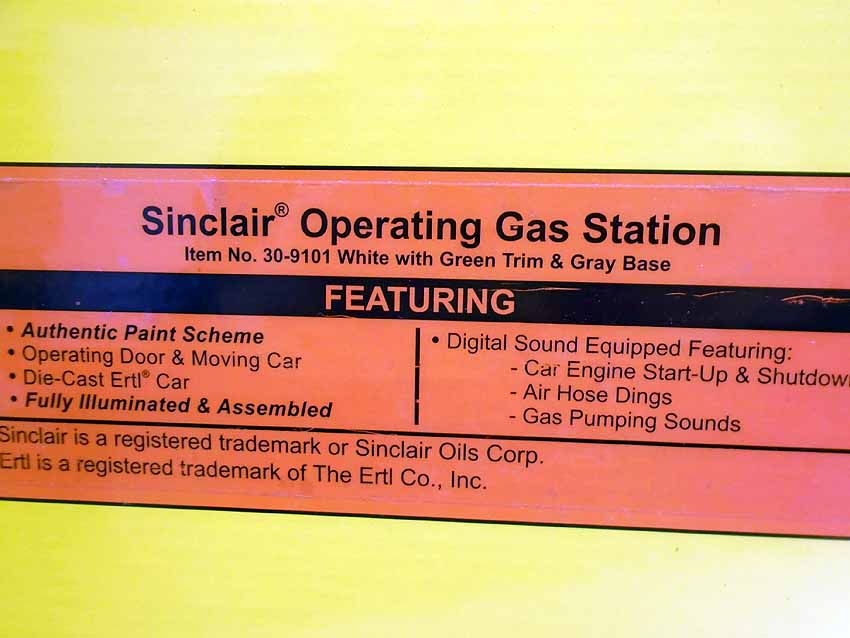 Sinclair® Operating Gas Station
Item No. 30-9101 White with Green Trim & Gray Base
FEATURING
• Authentic Paint Scheme
• Operating Door & Moving Car
• Die-Cast Ertl® Car
• Fully Illuminated & Assembled
• Digital Sound Equipped Featuring:
- Car Engine Start-Up & Shutdown
- Air Hose Dings
- Gas Pumping Sounds
Sinclair is a registered trademark or Sinclair Oils Corp.
Ertl is a registered trademark of The Ertl Co., Inc.